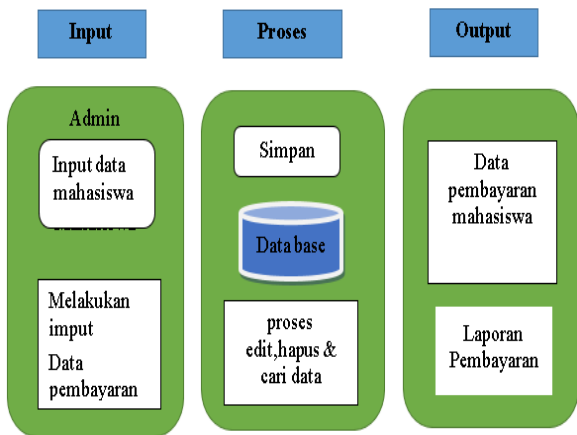 Input
Proses
Output
Admin
Input data
mahasiswa
Melakukan
imput
Data
pembayaran
Simpan
Data base
proses
edit,hapus &
cari data
Data
pembayaran
mahasiswa
Laporan
Pembayaran